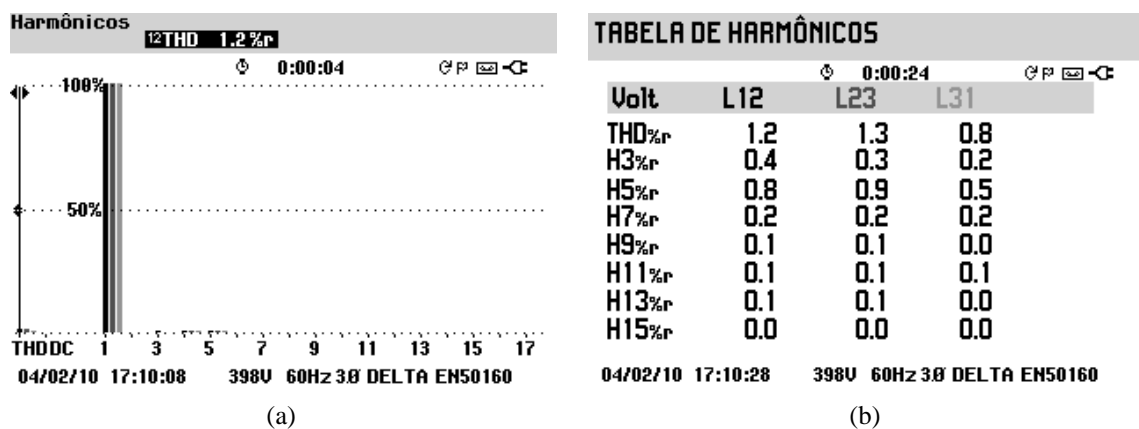 Harmônicos
12THD 1.2%r
0:00:04
100%
50%
THDDC 1 3 5 7 9 11 13 15 17
04/02/10 17:10:08 398V 60Hz 3Ø DELTA EN50160
(a)
TABELA DE HARMÔNICOS
0:00:24
Volt L12 L23 L31
THD%r 1.2 1.3 0.8
H3%r 0.4 0.3 0.2
H5%r 0.8 0.9 0.5
H7%r 0.2 0.2 0.2
H9%r 0.1 0.1 0.0
H11%r 0.1 0.1 0.1
H13%r 0.1 0.1 0.0
H15%r 0.0 0.0 0.0
04/02/10 17:10:28 398V 60Hz 3Ø DELTA EN50160
(b)